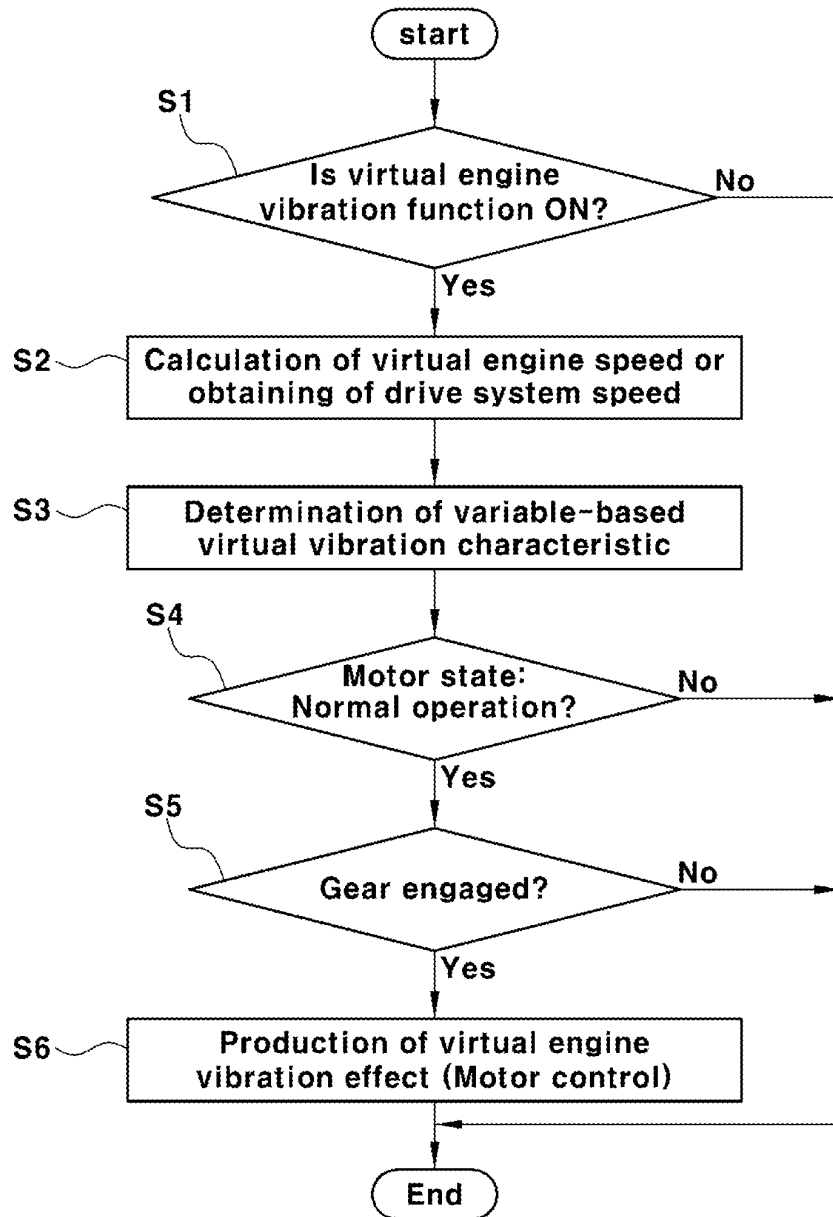 start
S1
Is virtual engine
vibration function ON?
No
Yes
S2
Calculation of virtual engine speed or
obtaining of drive system speed
S3
Determination of variable-based
virtual vibration characteristic
S4
Motor state:
Normal operation?
No
Yes
S5
Gear engaged?
No
Yes
S6
Production of virtual engine
vibration effect (Motor control)
End